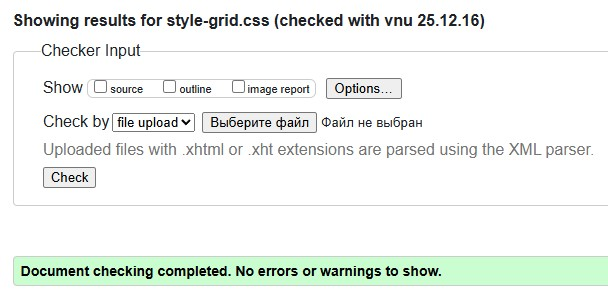 Showing results for style-grid.css (checked with vnu 25.12.16)
Checker Input
Show source outline image report Options...
Check by file upload Выберите файл Файл не выбран
Uploaded files with .xhtml or .xht extensions are parsed using the XML parser.
Check
Document checking completed. No errors or warnings to show.